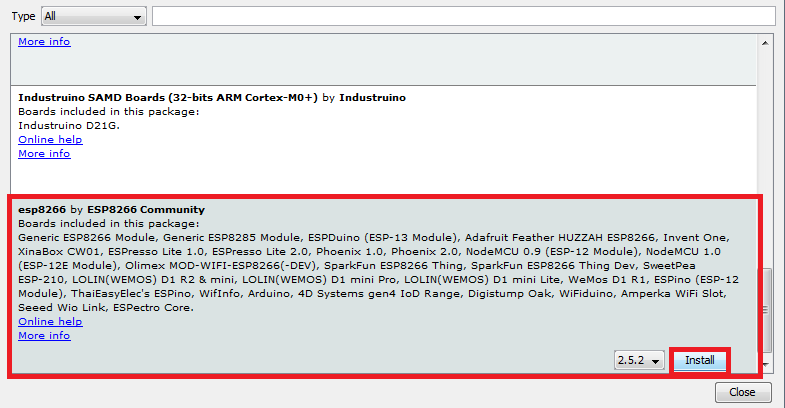 Type All
More info
Industruino SAMD Boards (32-bits ARM Cortex-M0+) by Industruino
Boards included in this package:
Industruino D21G.
Online help
More info
esp8266 by ESP8266 Community
Boards included in this package:
Generic ESP8266 Module, Generic ESP8285 Module, ESPDuino (ESP-13 Module), Adafruit Feather HUZZAH ESP8266, Invent One,
XinaBox CW01, ESPresso Lite 1.0, ESPresso Lite 2.0, Phoenix 1.0, Phoenix 2.0, NodeMCU 0.9 (ESP-12 Module), NodeMCU 1.0
(ESP-12E Module), Olimex MOD-WIFI-ESP8266(-DEV), SparkFun ESP8266 Thing, SparkFun ESP8266 Thing Dev, SweetPea
ESP-210, LOLIN(WEMOS) D1 R2 & mini, LOLIN(WEMOS) D1 mini Pro, LOLIN(WEMOS) D1 mini Lite, WeMos D1 R1, ESPino (ESP-12
Module), ThaiEasyElec's ESPino, WifInfo, Arduino, 4D Systems gen4 IoD Range, Digistump Oak, WiFiduino, Amperka WiFi Slot,
Seeed Wio Link, ESPectro Core.
Online help
More info
2.5.2 Install
Close